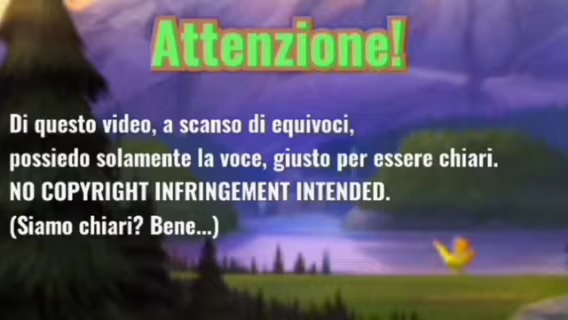 Attenzione!
Di questo video, a scanso di equivoci,
possiedo solamente la voce, giusto per essere chiari.
NO COPYRIGHT INFRINGEMENT INTENDED.
(Siamo chiari? Bene...)